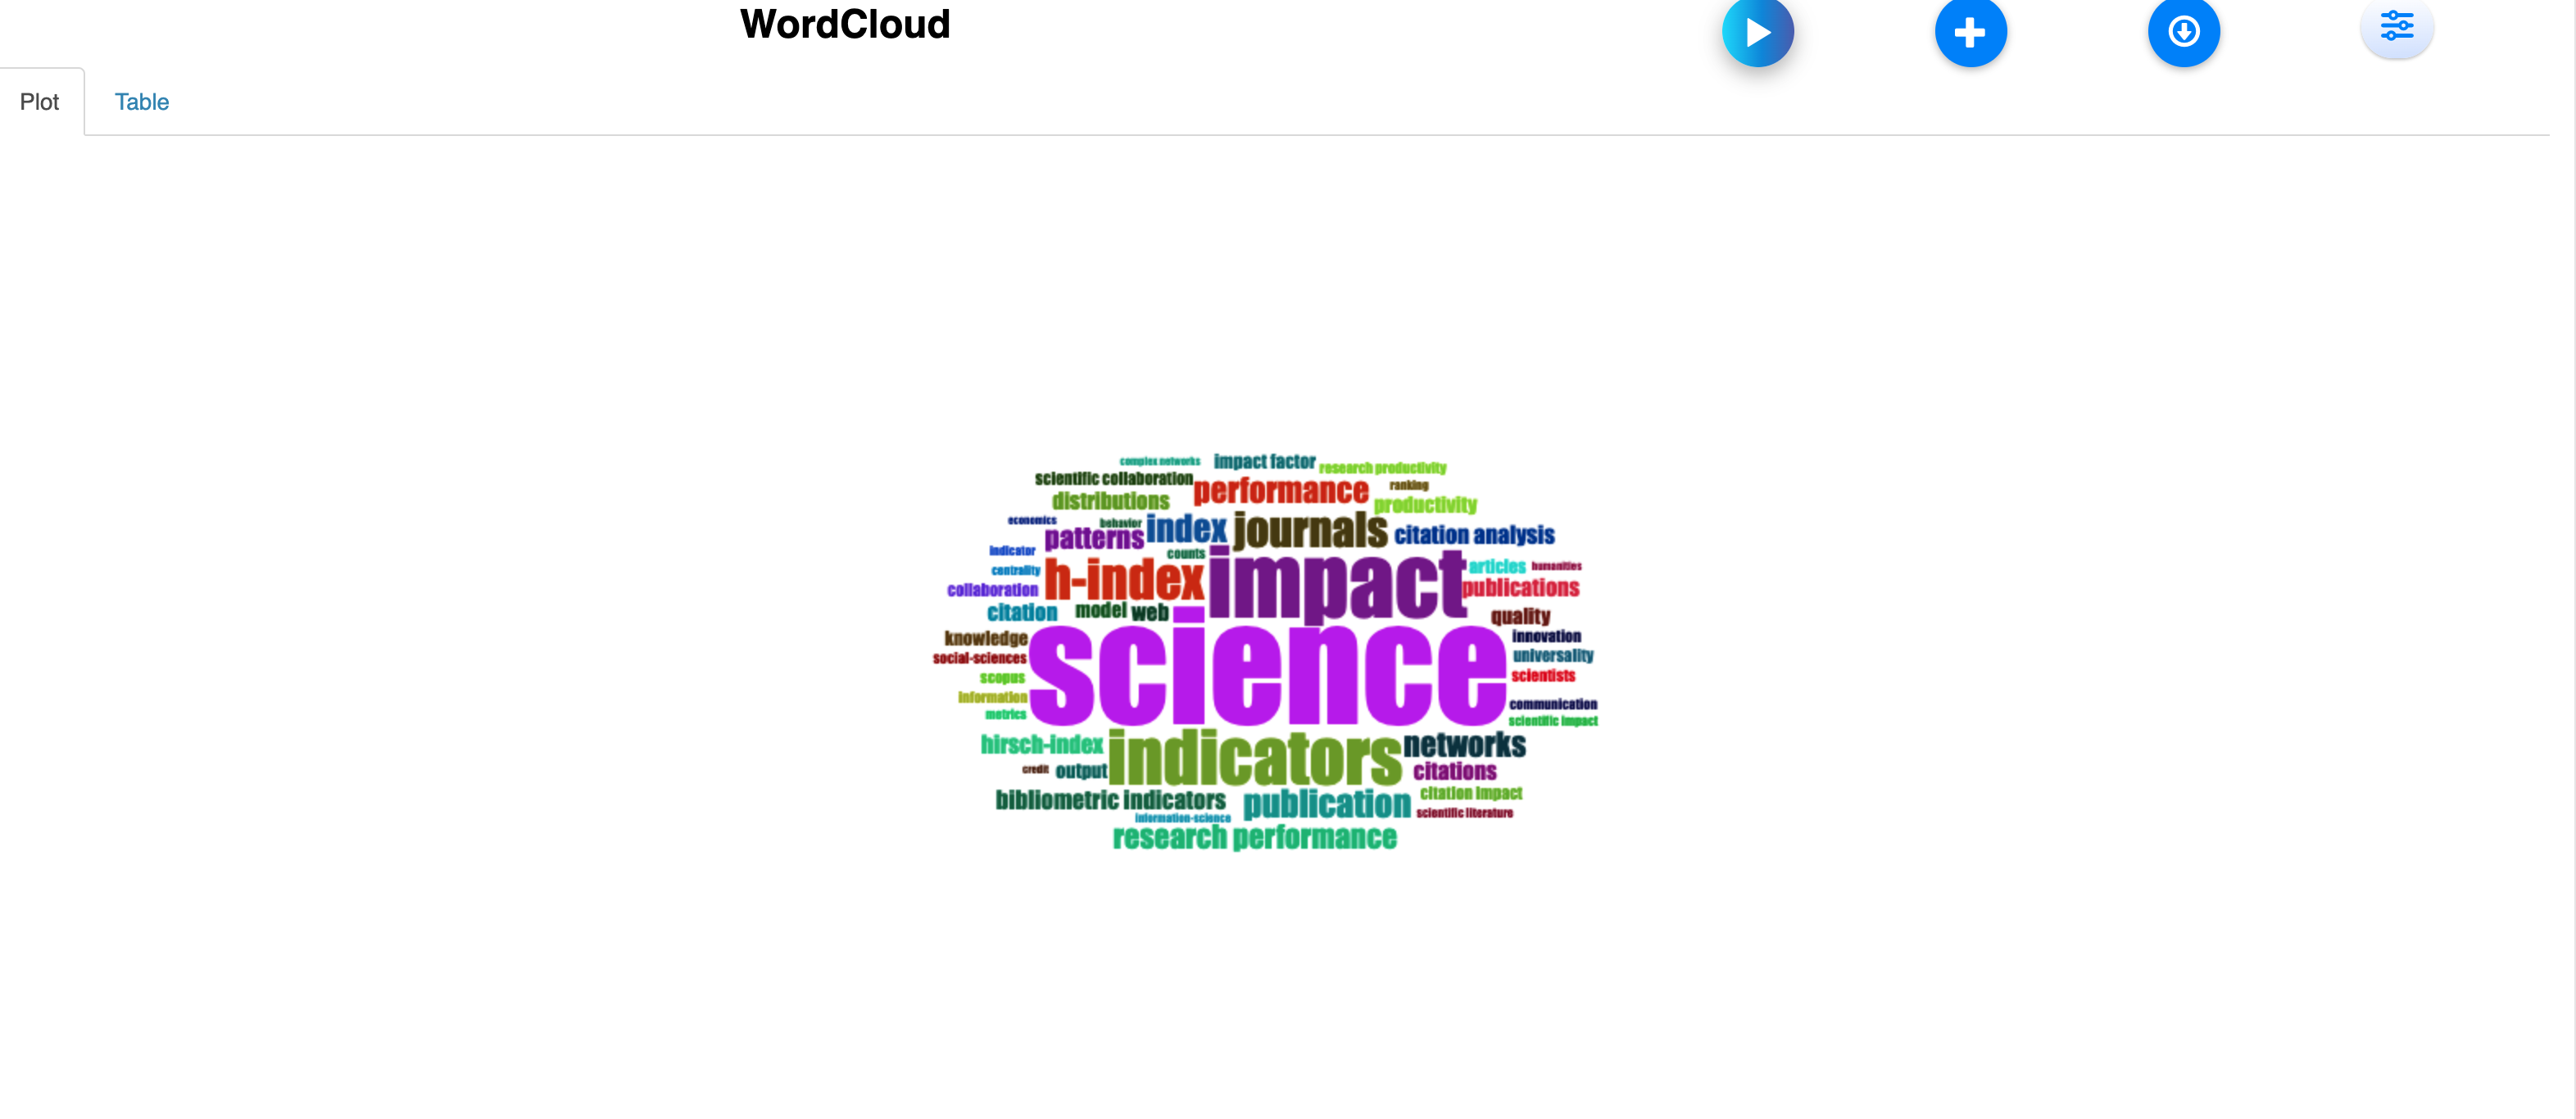 WordCloud
Plot Table
complex networks impact factor research productivity
scientific collaboration performance ranking
distributions productivity
economics behavior index journals citation analysis
patterns
indicator counts
centrality h-index impact articles humanities
collaboration publications
citation model web quality
knowledge innovation
social-sciences science universality
scopus scientists
information communication
metrics scientific impact
hirsch-index indicators networks
credit output citations
bibliometric indicators publication citation impact
information-science scientific literature
research performance